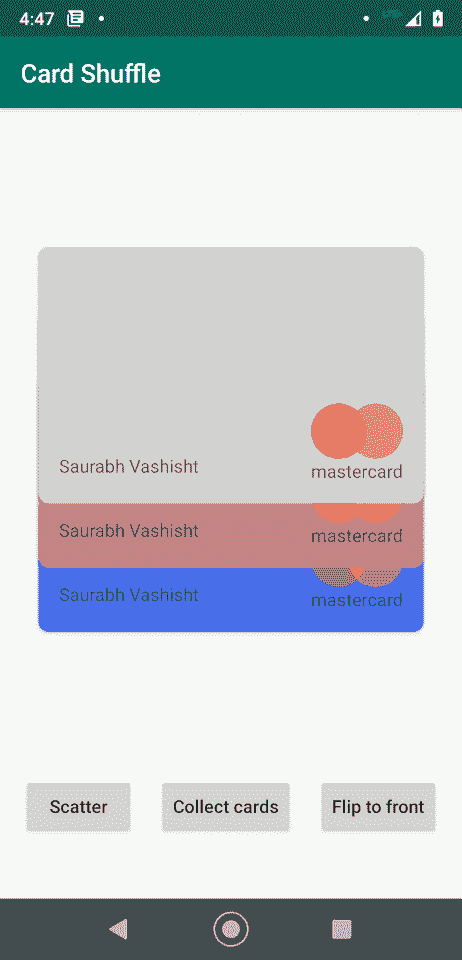 4:47
Card Shuffle
Saurabh Vashisht
mastercard
Saurabh Vashisht
mastercard
Saurabh Vashisht
mastercard
Scatter
Collect cards
Flip to front